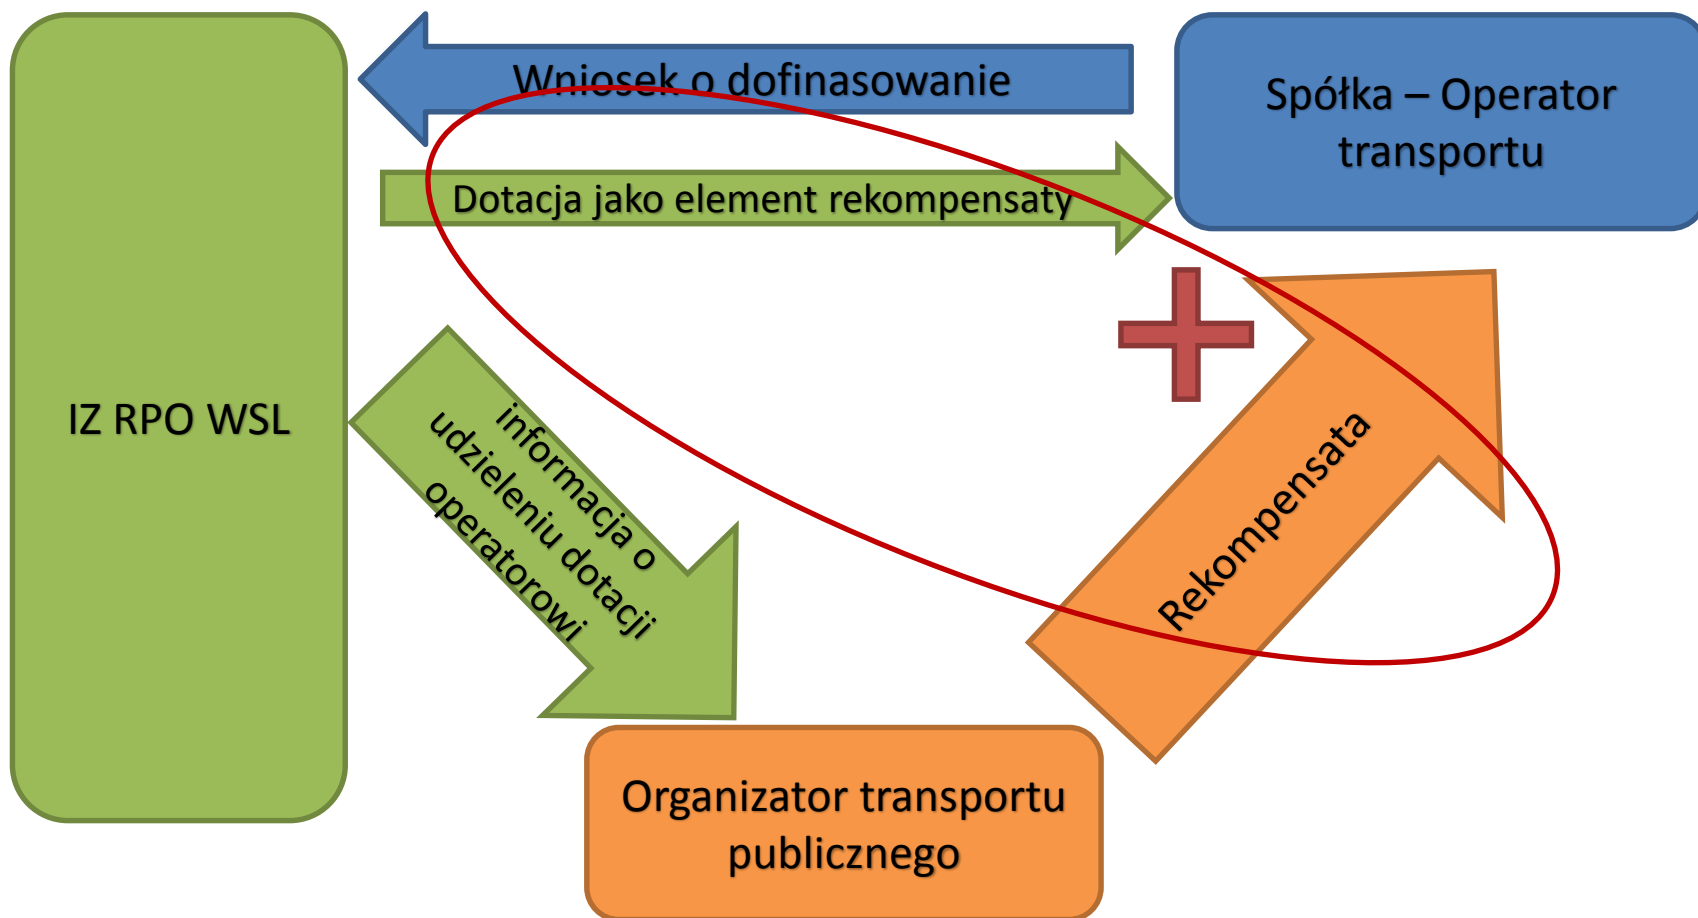 Wniosek o dofinasowanie
Spółka – Operator
transportu
Dotacja jako element rekompensaty
IZ RPO WSL
informacja o
udzieleniu dotacji
operatorowi
Rekompensata
Organizator transportu
publicznego